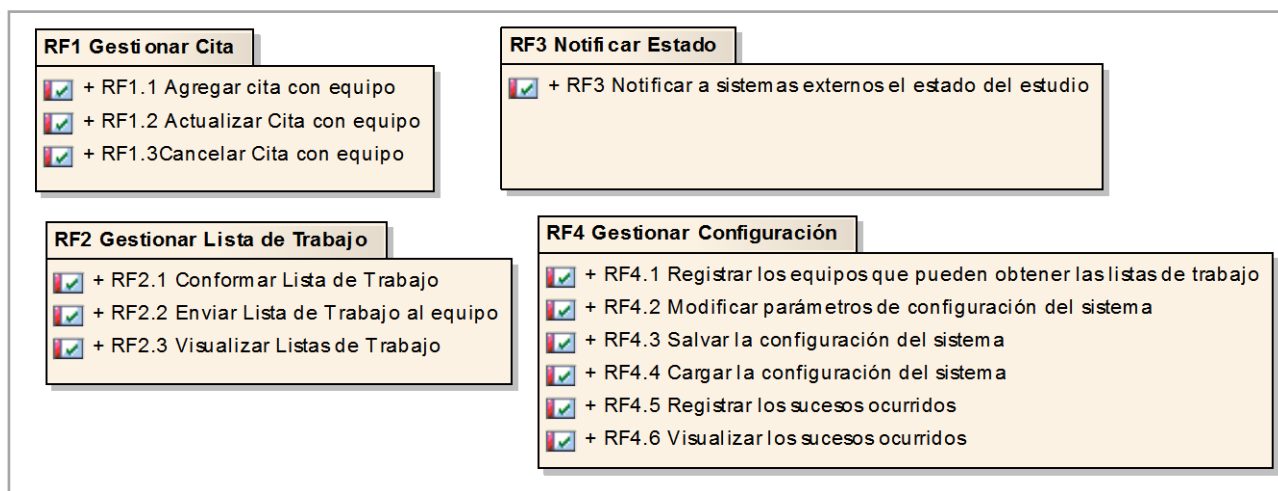 RF1 Gestionar Cita
+ RF1.1 Agregar cita con equipo
+ RF1.2 Actualizar Cita con equipo
+ RF1.3Cancelar Cita con equipo
RF3 Notificar Estado
+ RF3 Notificar a sistemas externos el estado del estudio
RF2 Gestionar Lista de Trabajo
+ RF2.1 Conformar Lista de Trabajo
+ RF2.2 Enviar Lista de Trabajo al equipo
+ RF2.3 Visualizar Listas de Trabajo
RF4 Gestionar Configuración
+ RF4.1 Registrar los equipos que pueden obtener las listas de trabajo
+ RF4.2 Modificar parámetros de configuración del sistema
+ RF4.3 Salvar la configuración del sistema
+ RF4.4 Cargar la configuración del sistema
+ RF4.5 Registrar los sucesos ocurridos
+ RF4.6 Visualizar los sucesos ocurridos